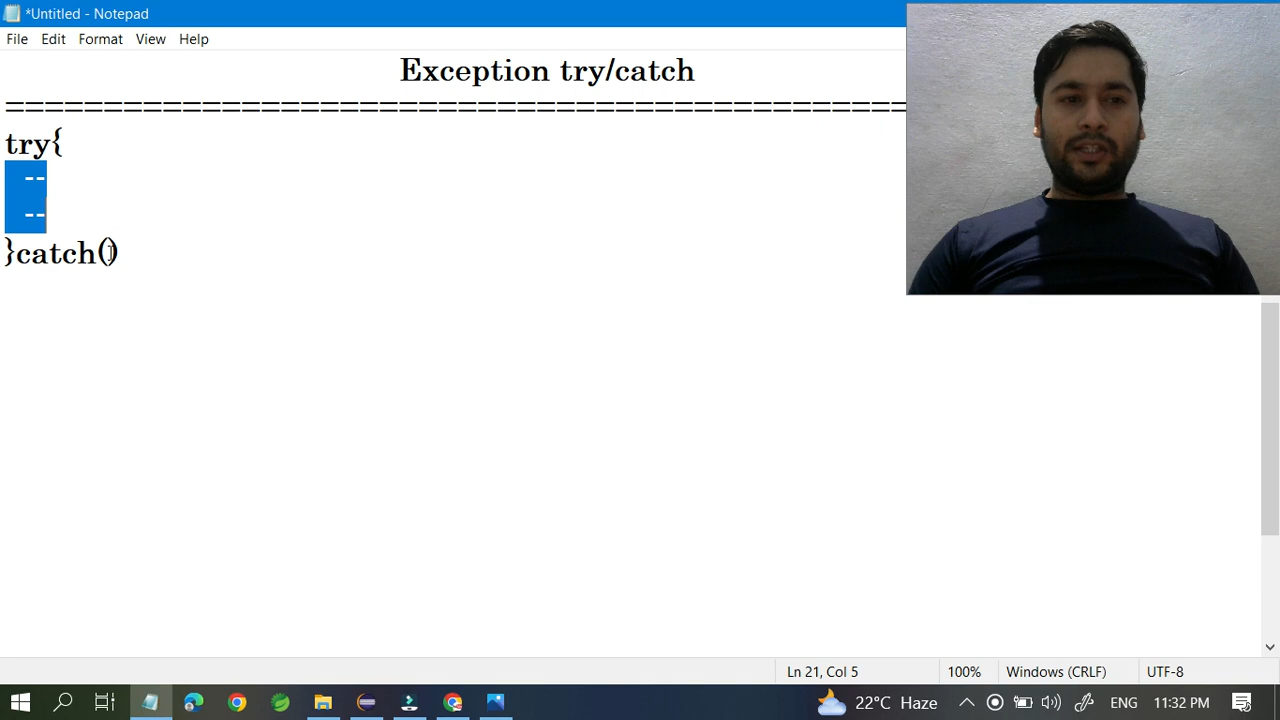 *Untitled - Notepad
File Edit Format View Help
Exception try/catch
==============================================
try{
--
--
}catch()
Ln 21, Col 5 100% Windows (CRLF) UTF-8
22°C Haze ENG 11:32 PM